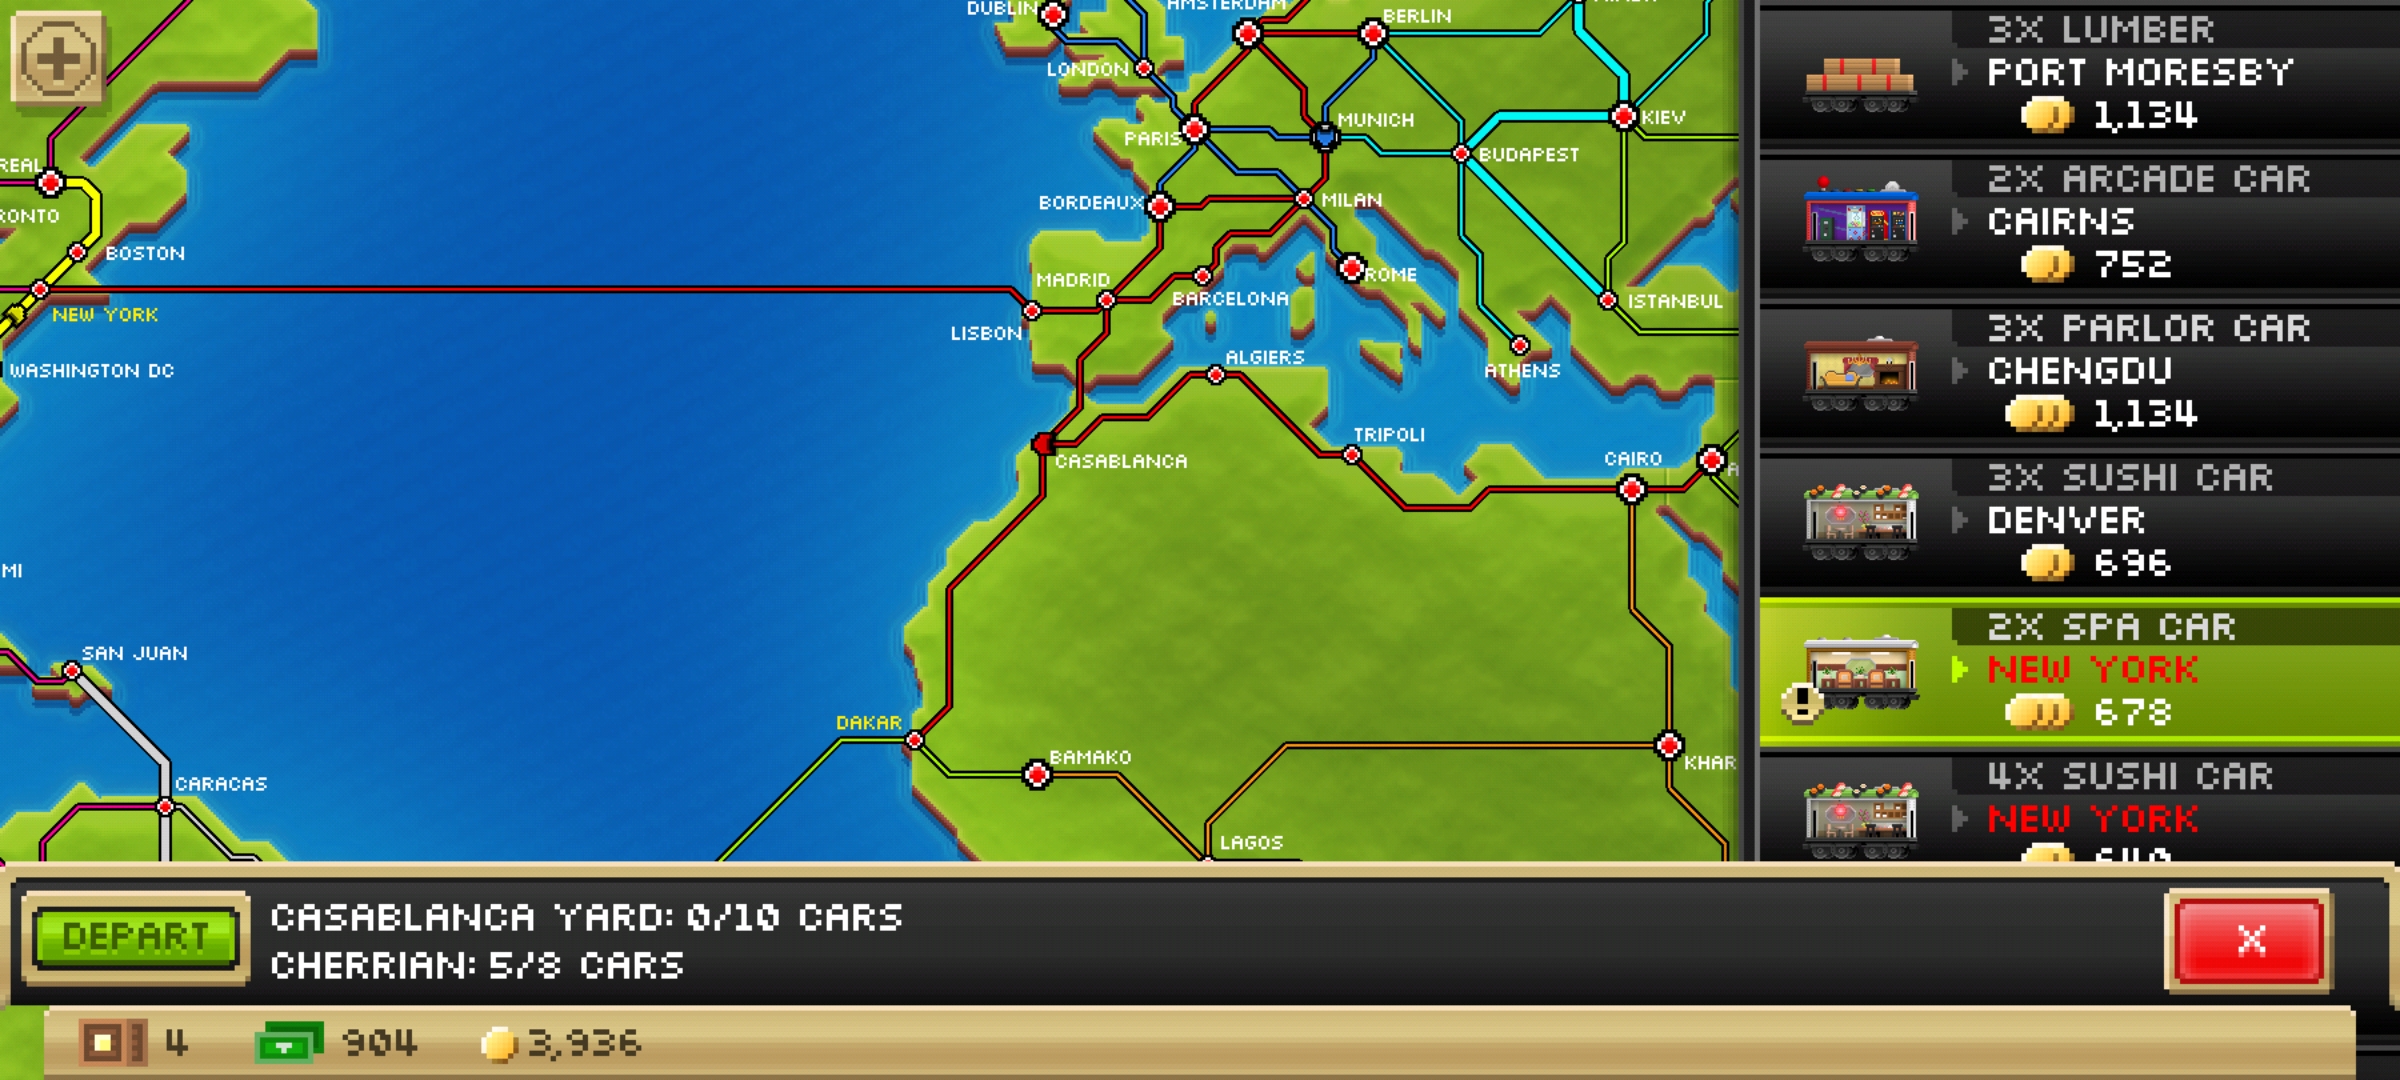 DUBLIN
AMSTERDAM
BERLIN
LONDON
KIEV
PARIS
MUNICH
BUDAPEST
REAL
BORDEAUX
MILAN
RONTO
BOSTON
MADRID
ROME
BARCELONA
ISTANBUL
NEW YORK
LISBON
WASHINGTON DC
ALGIERS
ATHENS
TRIPOLI
CAIRO
CASABLANCA
MI
SAN JUAN
DAKAR
BAMAKO
KHAR
CARACAS
LAGOS
3X LUMBER
PORT MORESBY
1,134
2X ARCADE CAR
CAIRNS
752
3X PARLOR CAR
CHENGDU
1,134
3X SUSHI CAR
DENVER
696
2X SPA CAR
NEW YORK
678
4X SUSHI CAR
NEW YORK
DEPART
CASABLANCA YARD: 0/10 CARS
CHERRIAN: 5/8 CARS
X
4
904
3,936